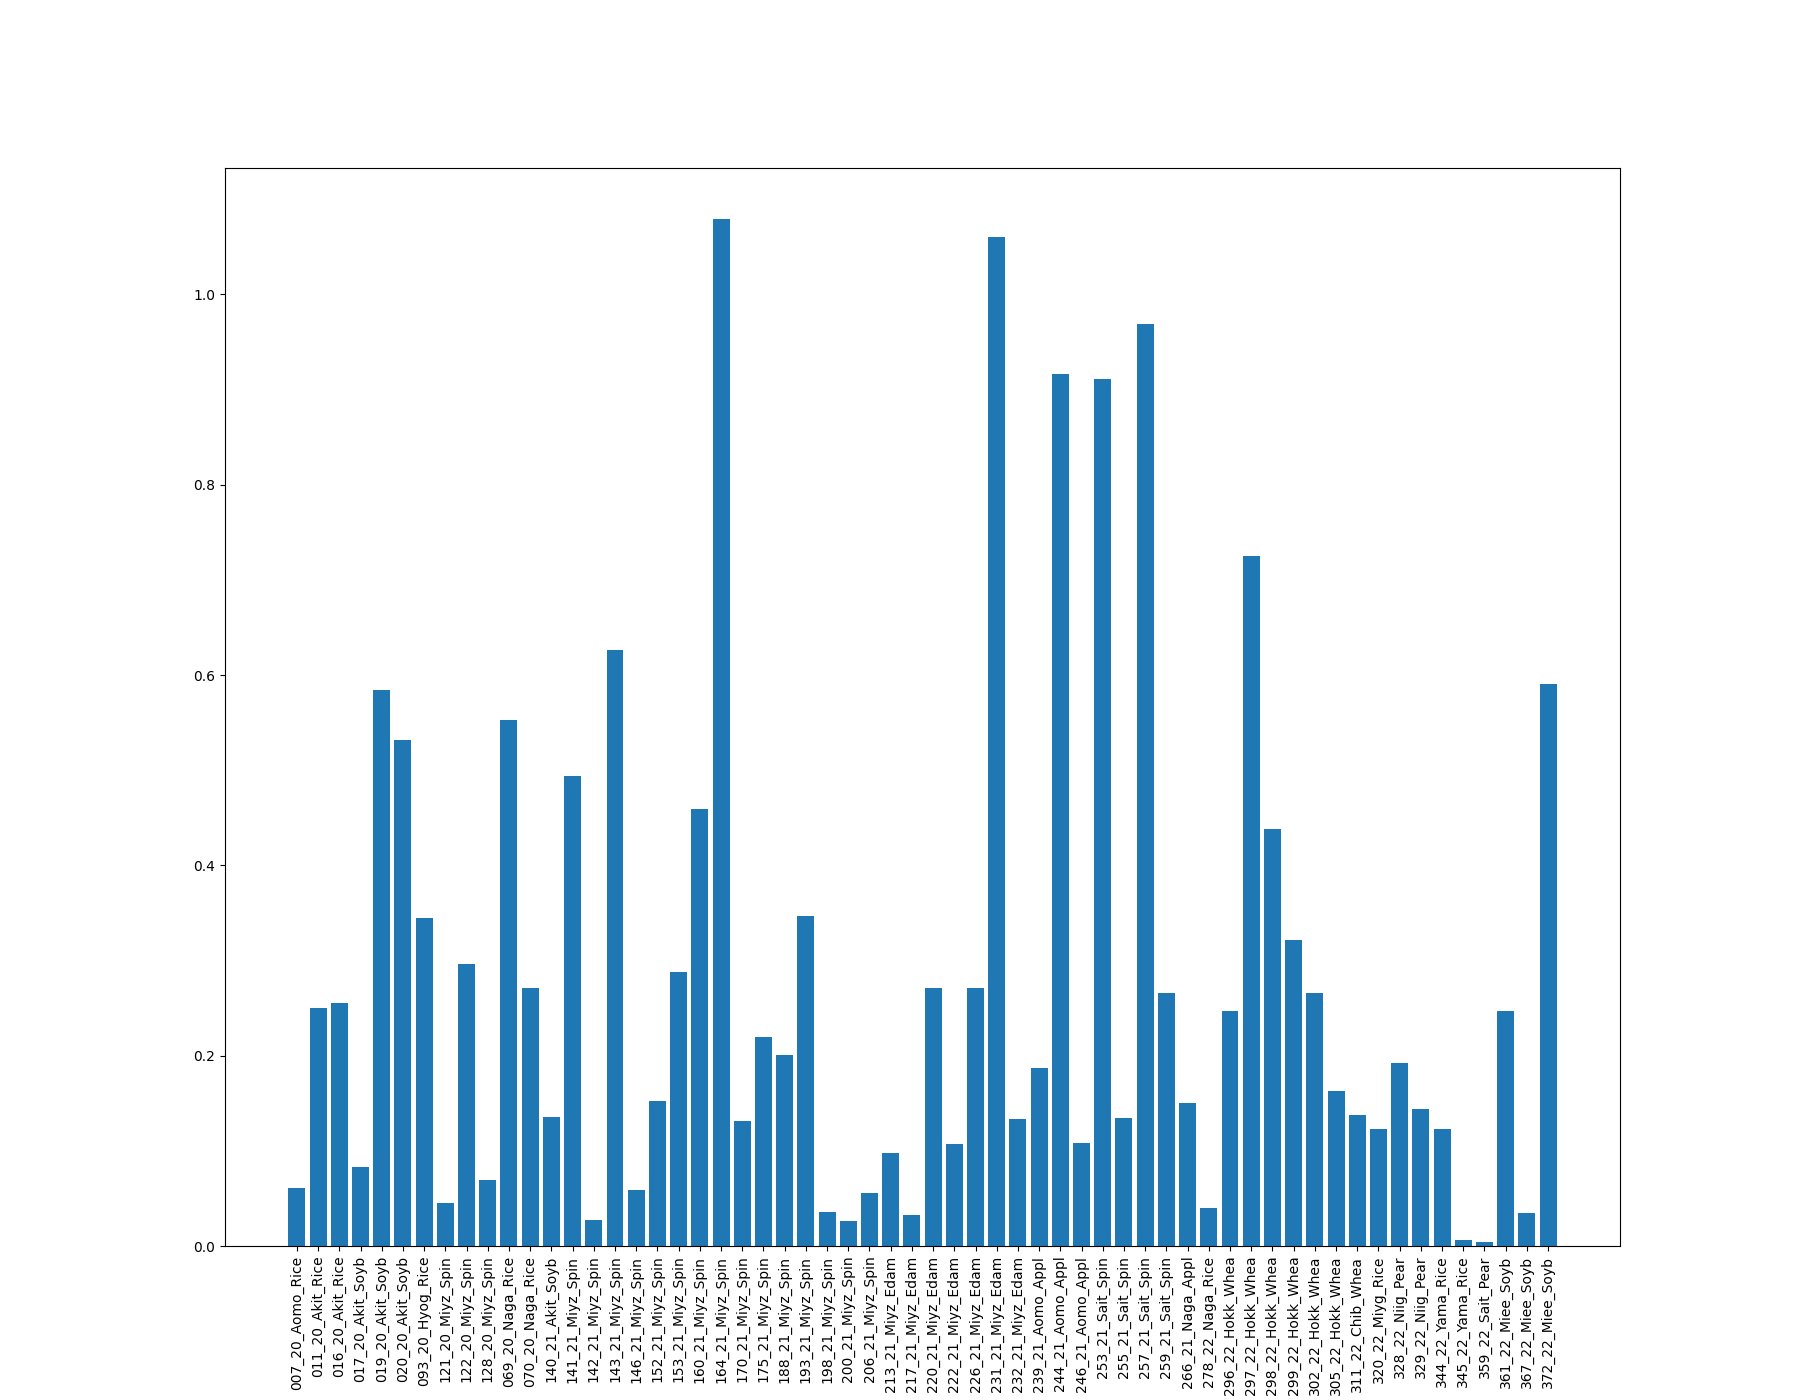 1.0
0.8
0.6
0.4
0.2
0.0
007_20_Aomo_Rice
011_20_Akit_Rice
016_20_Akit_Rice
017_20_Akit_Soyb
019_20_Akit_Soyb
020_20_Akit_Soyb
093_20_Hyog_Rice
121_20_Miyz_Spin
122_20_Miyz_Spin
128_20_Miyz_Spin
069_20_Naga_Rice
070_20_Naga_Rice
140_21_Akit_Soyb
141_21_Miyz_Spin
142_21_Miyz_Spin
143_21_Miyz_Spin
146_21_Miyz_Spin
152_21_Miyz_Spin
153_21_Miyz_Spin
160_21_Miyz_Spin
164_21_Miyz_Spin
170_21_Miyz_Spin
175_21_Miyz_Spin
188_21_Miyz_Spin
193_21_Miyz_Spin
198_21_Miyz_Spin
200_21_Miyz_Spin
206_21_Miyz_Spin
213_21_Miyz_Edam
217_21_Miyz_Edam
220_21_Miyz_Edam
222_21_Miyz_Edam
226_21_Miyz_Edam
231_21_Miyz_Edam
232_21_Miyz_Edam
239_21_Aomo_Appl
244_21_Aomo_Appl
246_21_Aomo_Appl
253_21_Sait_Spin
255_21_Sait_Spin
257_21_Sait_Spin
259_21_Sait_Spin
266_21_Naga_Appl
278_22_Naga_Rice
296_22_Hokk_Whea
297_22_Hokk_Whea
298_22_Hokk_Whea
299_22_Hokk_Whea
302_22_Hokk_Whea
305_22_Hokk_Whea
311_22_Chib_Whea
320_22_Miyg_Rice
328_22_Niig_Pear
329_22_Niig_Pear
344_22_Yama_Rice
345_22_Yama_Rice
359_22_Sait_Pear
361_22_Miee_Soyb
367_22_Miee_Soyb
372_22_Miee_Soyb